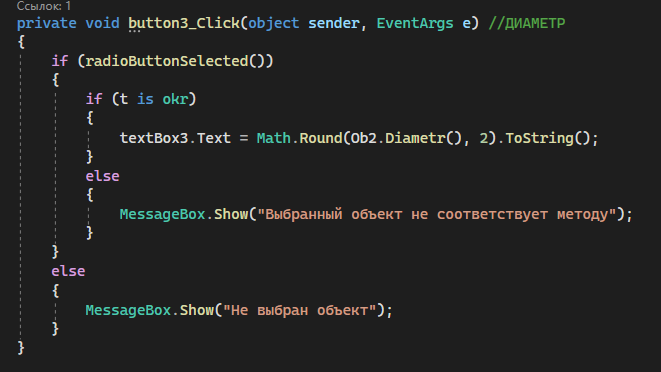 Ссылок: 1
private void button3_Click(object sender, EventArgs e) //ДИАМЕТР
{
if (radioButtonSelected())
{
if (t is okr)
{
textBox3.Text = Math.Round(Ob2.Diametr(), 2).ToString();
}
else
{
MessageBox.Show("Выбранный объект не соответствует методу");
}
}
else
{
MessageBox.Show("Не выбран объект");
}
}